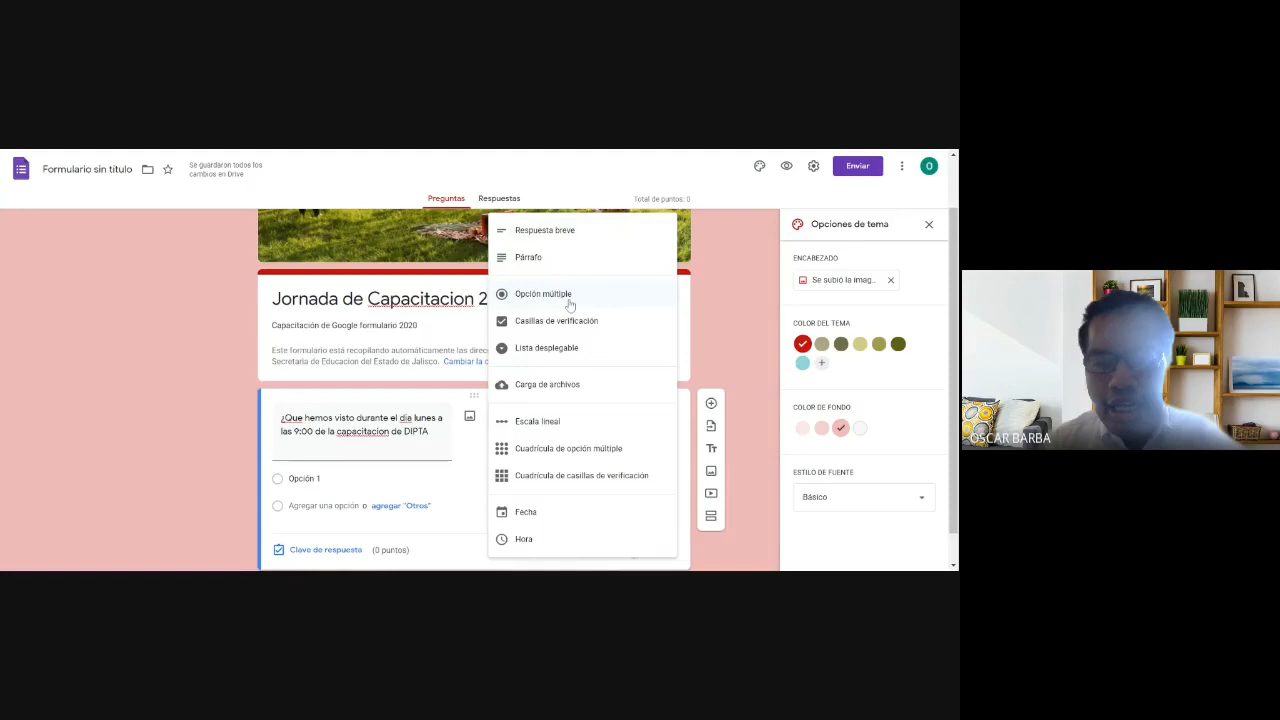 Formulario sin título
Se guardaron todos los
cambios en Drive
Enviar
O
Preguntas
Respuestas
Total de puntos: 0
Jornada de Capacitacion 2
Capacitación de Google formulario 2020
Este formulario está recopilando automáticamente las direc
Secretaria de Educacion del Estado de Jalisco. Cambiar la c
¿Que hemos visto durante el dia lunes a
las 9:00 de la capacitacion de DIPTA
Opción 1
Agregar una opción o agregar "Otros"
Clave de respuesta (0 puntos)
Respuesta breve
Párrafo
Opción múltiple
Casillas de verificación
Lista desplegable
Carga de archivos
Escala lineal
Cuadrícula de opción múltiple
Cuadrícula de casillas de verificación
Fecha
Hora
Tт
Opciones de tema
ENCABEZADO
Se subió la imag...
COLOR DEL TEMA
COLOR DE FONDO
ESTILO DE FUENTE
Básico
OSCAR BARBA